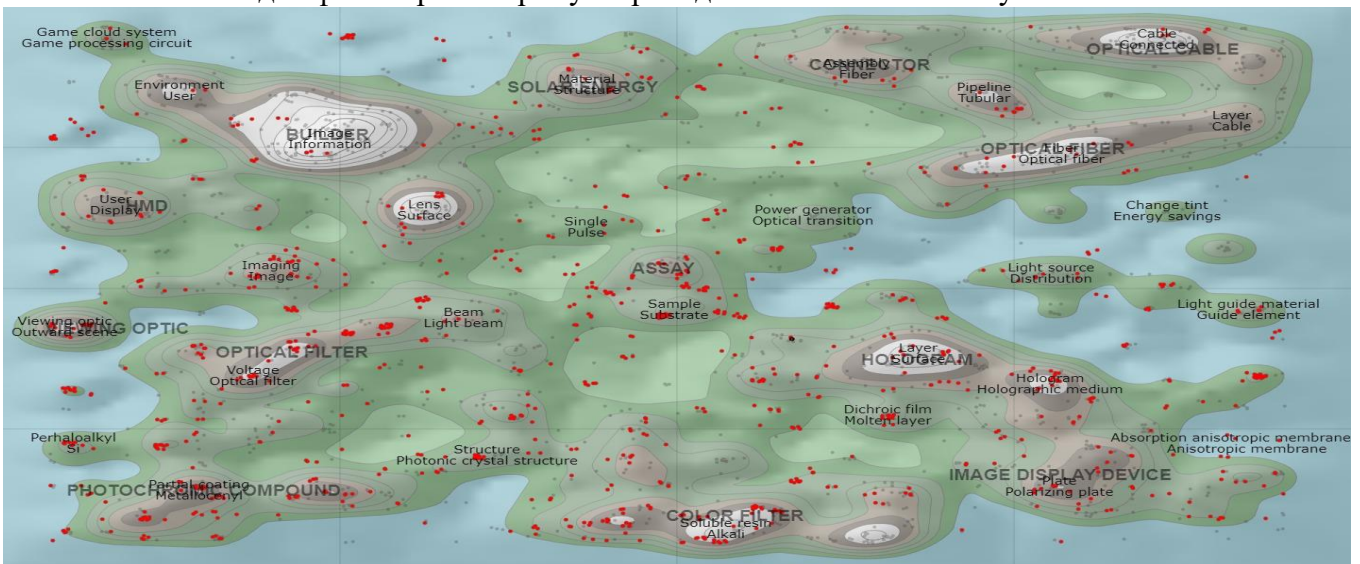 Game cloud system
Game processing circuit
Cable
Connected
OPTICAL CABLE
Assembly
Fiber
CONNECTOR
Material
Structure
SOLAR ENERGY
Environment
User
Pipeline
Tubular
Layer
Cable
Image
Information
Fiber
Optical fiber
OPTICAL FIBER
User
Display
HMD
Lens
Surface
Single
Pulse
Power generator
Optical transition
Change tint
Energy savings
Imaging
Image
ASSAY
Light source
Distribution
Sample
Substrate
Beam
Light beam
Light guide material
Guide element
Viewing optic
Outward scene
VIEWING OPTIC
OPTICAL FILTER
Voltage
Optical filter
Layer
Surface
HOLOGRAM
Hologram
Holographic medium
Dichroic film
Molten layer
Perhaloalkyl
Si
Structure
Photonic crystal structure
Absorption anisotropic membrane
Anisotropic membrane
IMAGE DISPLAY DEVICE
Plate
Polarizing plate
Partial coating
Metallocenyl
COLOR FILTER
Soluble resin
Alkali